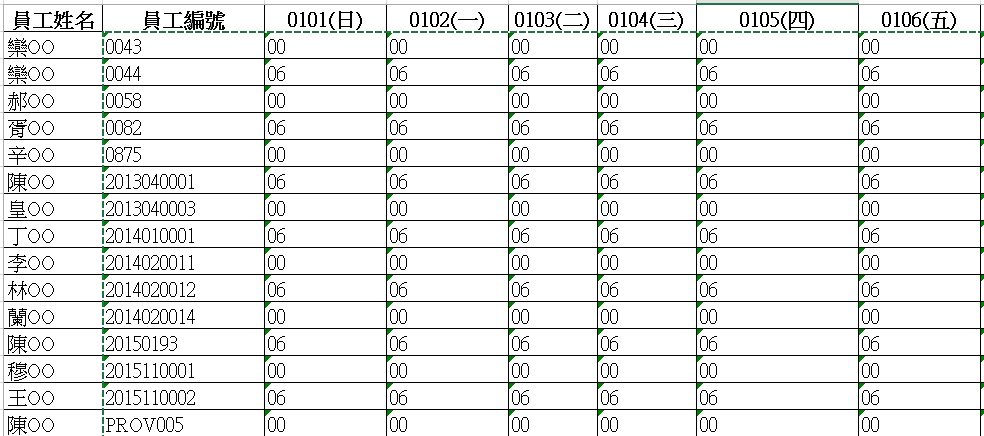 員工姓名 員工編號 0101(日) 0102(一) 0103(二) 0104(三) 0105(四) 0106(五)
欒○○ 0043 00 00 00 00 00 00
欒○○ 0044 06 06 06 06 06 06
郝○○ 0058 00 00 00 00 00 00
胥○○ 0082 06 06 06 06 06 06
辛○○ 0875 00 00 00 00 00 00
陳○○ 2013040001 06 06 06 06 06 06
皇○○ 2013040003 00 00 00 00 00 00
丁○○ 2014010001 06 06 06 06 06 06
李○○ 2014020011 00 00 00 00 00 00
林○○ 2014020012 06 06 06 06 06 06
蘭○○ 2014020014 00 00 00 00 00 00
陳○○ 20150193 06 06 06 06 06 06
穆○○ 2015110001 00 00 00 00 00 00
王○○ 2015110002 06 06 06 06 06 06
陳○○ PROV005 00 00 00 00 00 00